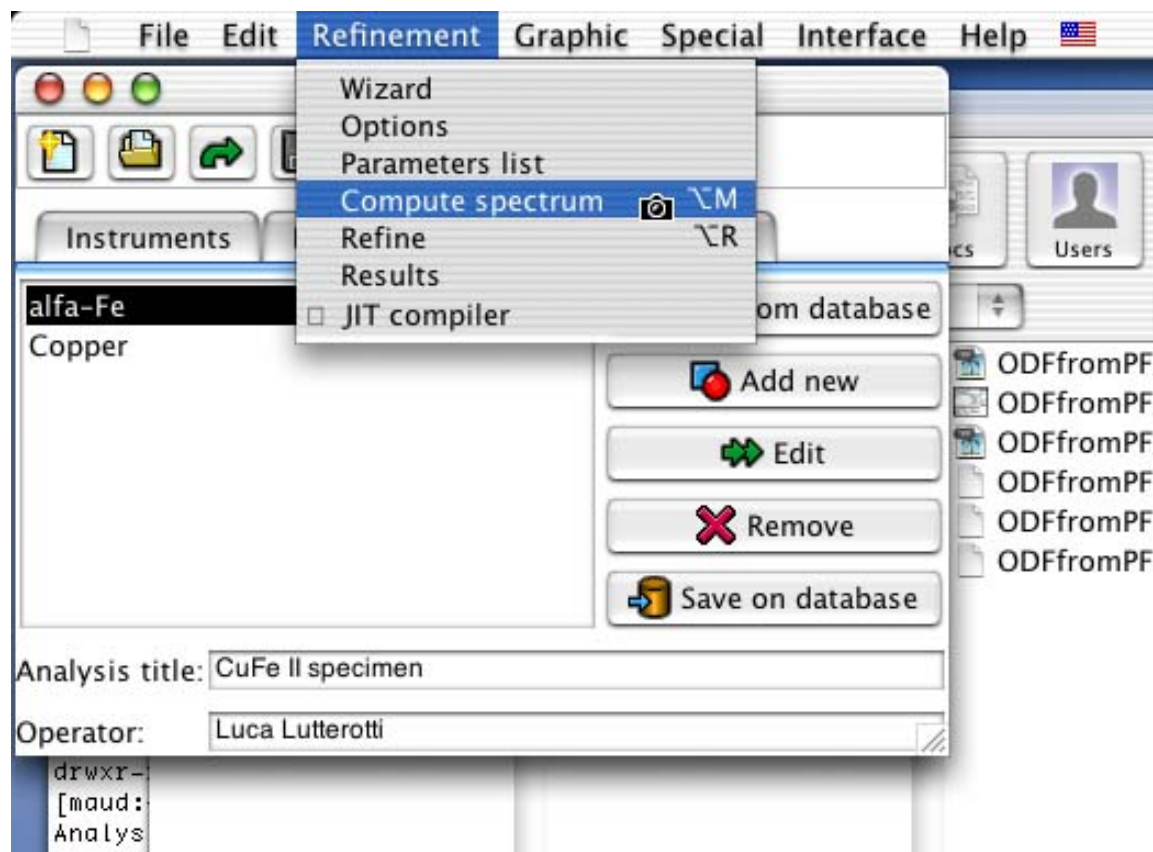 File Edit Refinement Graphic Special Interface Help
Wizard
Options
Parameters list
Compute spectrum ⌥M
Refine ⌥R
Results
JIT compiler
Instruments
alfa-Fe
Copper
om database
Add new
Edit
Remove
Save on database
Analysis title: CuFe II specimen
Operator: Luca Lutterotti
cs
Users
ODFfromPF
ODFfromPF
ODFfromPF
ODFfromPF
ODFfromPF
ODFfromPF
drwxr-
[maud:
Analys